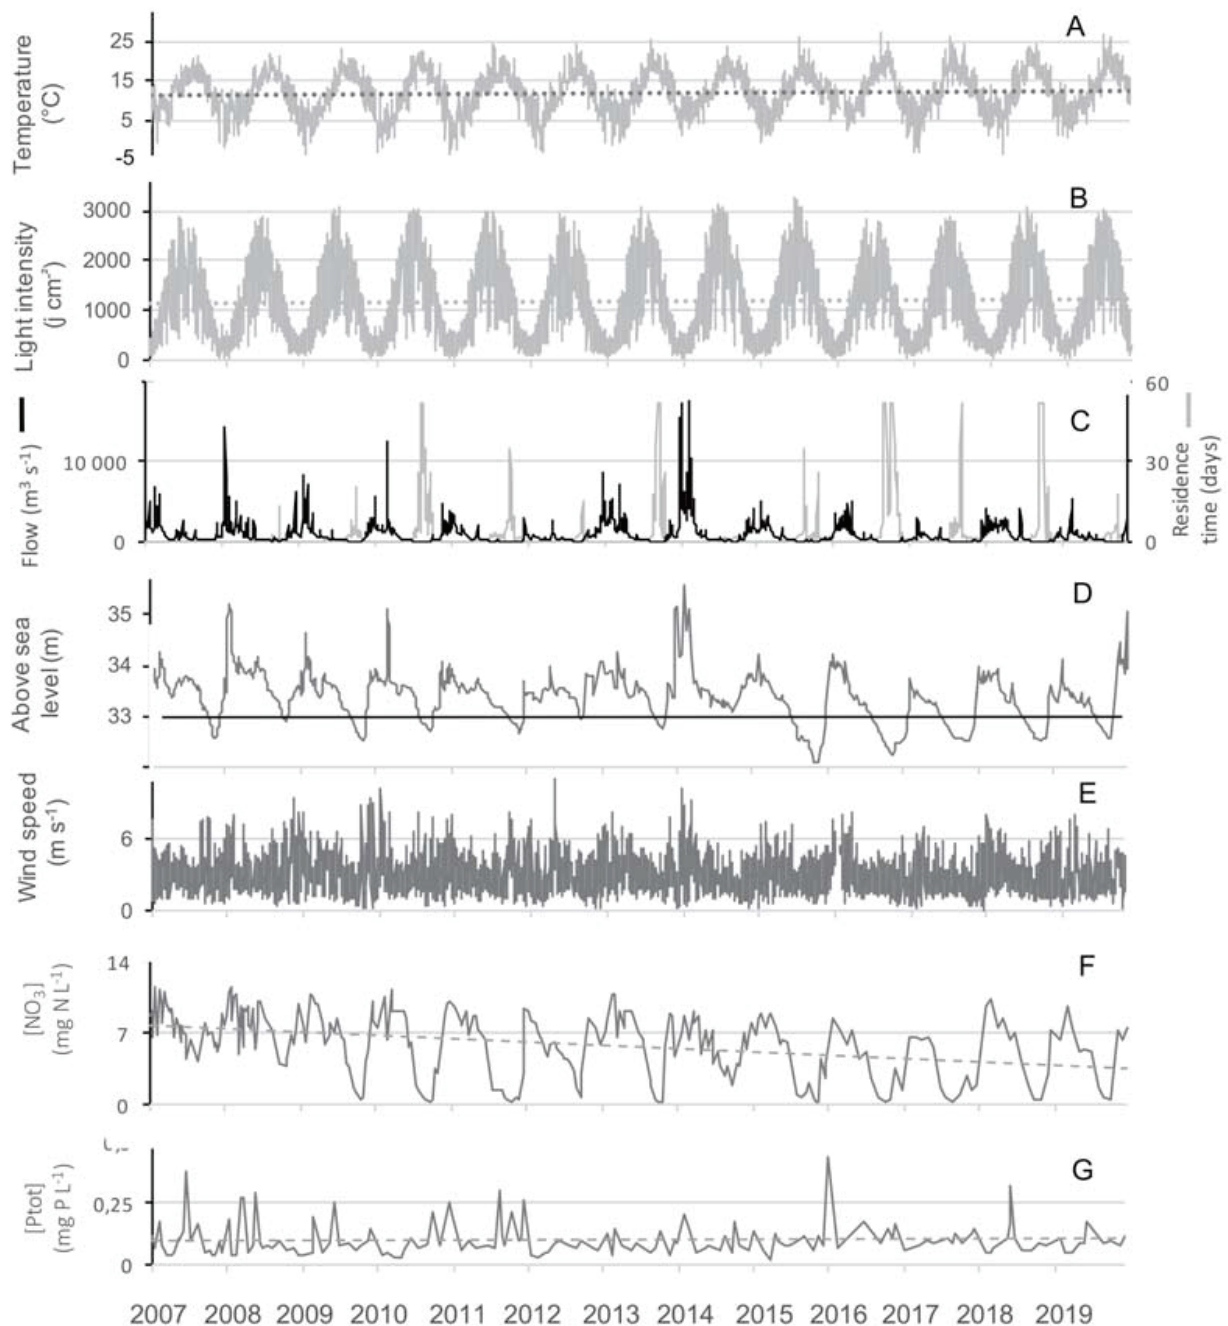 A
Temperature
(°C)
25
15
5
-5
B
Light intensity
(j cm⁻²)
3000
2000
1000
0
C
Flow (m³ s⁻¹)
10 000
0
60
30
0
Residence
time (days)
D
Above sea
level (m)
35
34
33
E
Wind speed
(m s⁻¹)
6
0
F
[NO₃]
(mg N L⁻¹)
14
7
0
G
[Ptot]
(mg P L⁻¹)
0,25
0
2007 2008 2009 2010 2011 2012 2013 2014 2015 2016 2017 2018 2019